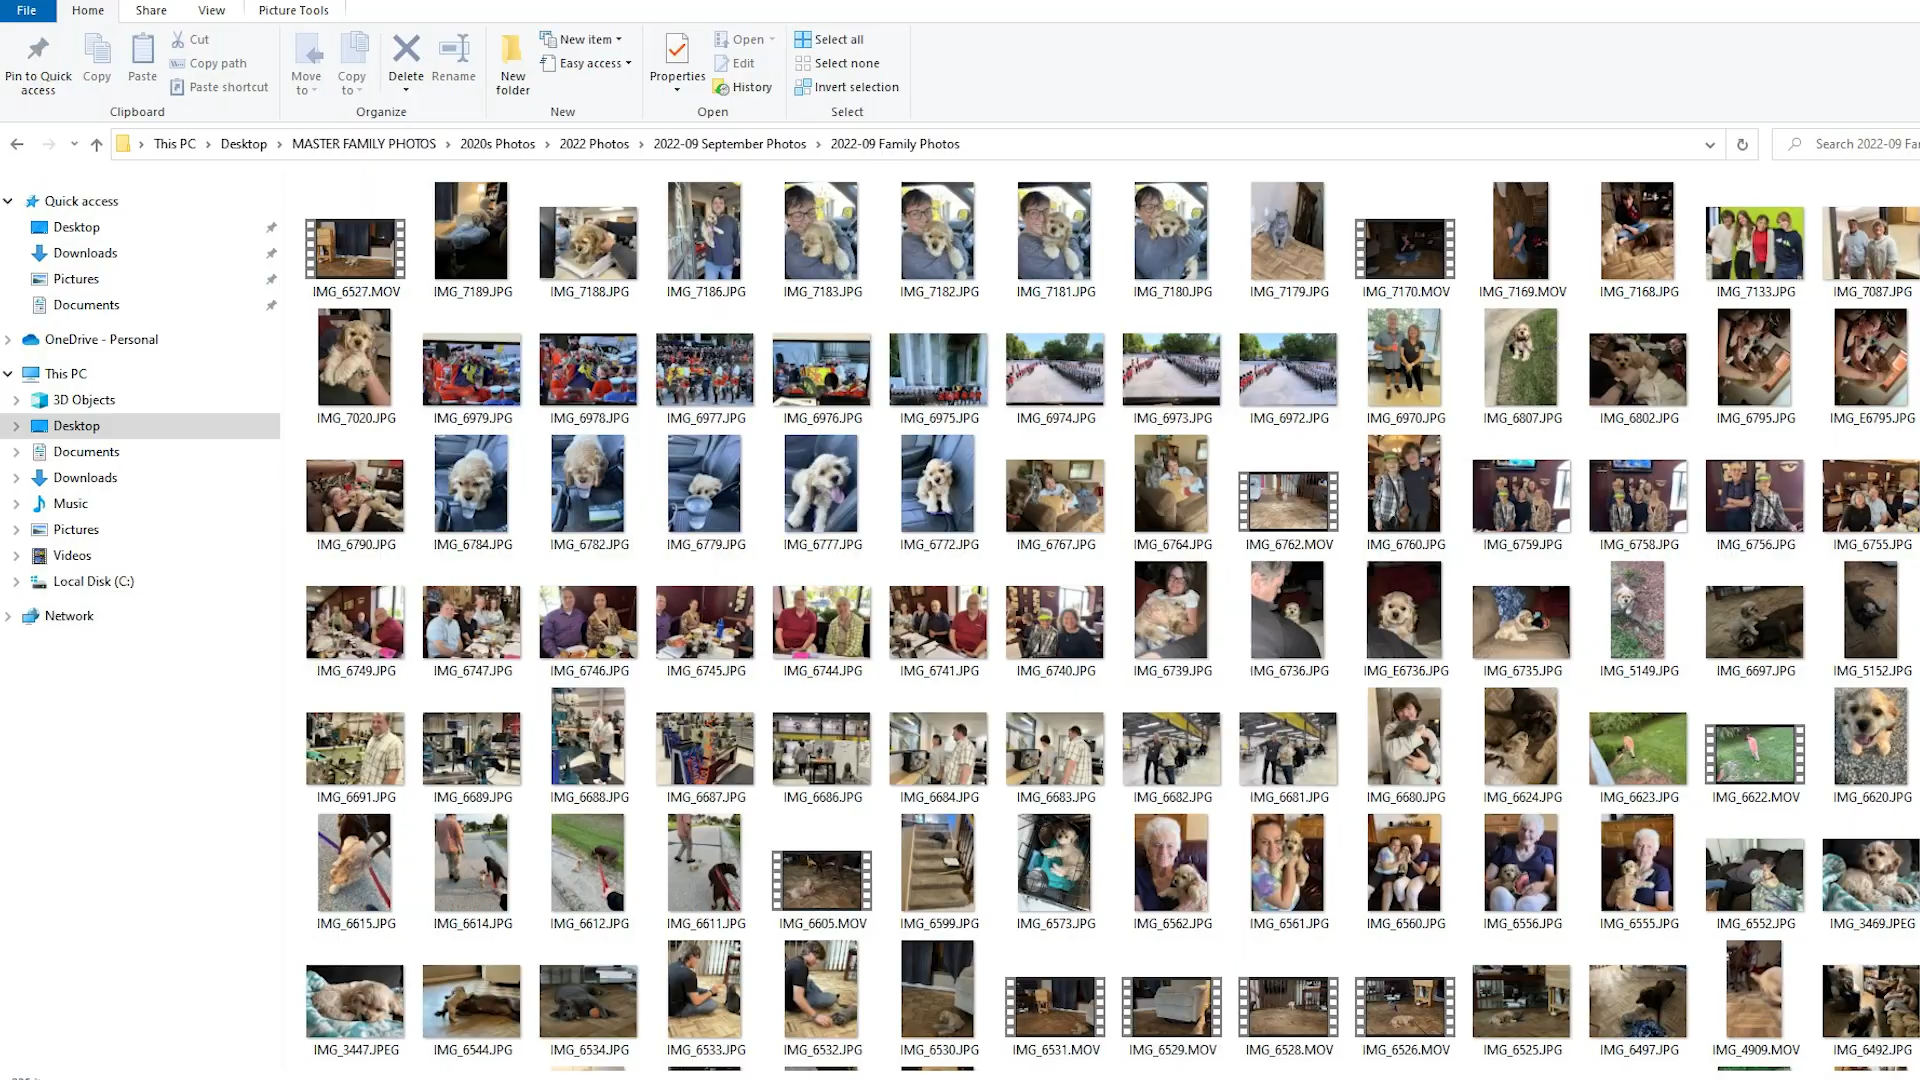 File Home Share View Picture Tools
Pin to Quick access
Copy
Paste
Cut
Copy path
Paste shortcut
Clipboard
Move to
Copy to
Delete
Rename
Organize
New folder
New item
Easy access
New
Properties
Open
Edit
History
Open
Select all
Select none
Invert selection
Select
This PC > Desktop > MASTER FAMILY PHOTOS > 2020s Photos > 2022 Photos > 2022-09 September Photos > 2022-09 Family Photos
Search 2022-09 Fa
Quick access
Desktop
Downloads
Pictures
Documents
OneDrive - Personal
This PC
3D Objects
Desktop
Documents
Downloads
Music
Pictures
Videos
Local Disk (C:)
Network
IMG_6527.MOV IMG_7189.JPG IMG_7188.JPG IMG_7186.JPG IMG_7183.JPG IMG_7182.JPG IMG_7181.JPG IMG_7180.JPG IMG_7179.JPG IMG_7170.MOV IMG_7169.MOV IMG_7168.JPG IMG_7133.JPG IMG_7087.JPG
IMG_7020.JPG IMG_6979.JPG IMG_6978.JPG IMG_6977.JPG IMG_6976.JPG IMG_6975.JPG IMG_6974.JPG IMG_6973.JPG IMG_6972.JPG IMG_6970.JPG IMG_6807.JPG IMG_6802.JPG IMG_6795.JPG IMG_E6795.JPG
IMG_6790.JPG IMG_6784.JPG IMG_6782.JPG IMG_6779.JPG IMG_6777.JPG IMG_6772.JPG IMG_6767.JPG IMG_6764.JPG IMG_6762.MOV IMG_6760.JPG IMG_6759.JPG IMG_6758.JPG IMG_6756.JPG IMG_6755.JPG
IMG_6749.JPG IMG_6747.JPG IMG_6746.JPG IMG_6745.JPG IMG_6744.JPG IMG_6741.JPG IMG_6740.JPG IMG_6739.JPG IMG_6736.JPG IMG_E6736.JPG IMG_6735.JPG IMG_5149.JPG IMG_6697.JPG IMG_5152.JPG
IMG_6691.JPG IMG_6689.JPG IMG_6688.JPG IMG_6687.JPG IMG_6686.JPG IMG_6684.JPG IMG_6683.JPG IMG_6682.JPG IMG_6681.JPG IMG_6680.JPG IMG_6624.JPG IMG_6623.JPG IMG_6622.MOV IMG_6620.JPG
IMG_6615.JPG IMG_6614.JPG IMG_6612.JPG IMG_6611.JPG IMG_6605.MOV IMG_6599.JPG IMG_6573.JPG IMG_6562.JPG IMG_6561.JPG IMG_6560.JPG IMG_6556.JPG IMG_6555.JPG IMG_6552.JPG IMG_3469.JPEG
IMG_3447.JPEG IMG_6544.JPG IMG_6534.JPG IMG_6533.JPG IMG_6532.JPG IMG_6530.JPG IMG_6531.MOV IMG_6529.MOV IMG_6528.MOV IMG_6526.MOV IMG_6525.JPG IMG_6497.JPG IMG_4909.MOV IMG_6492.JPG